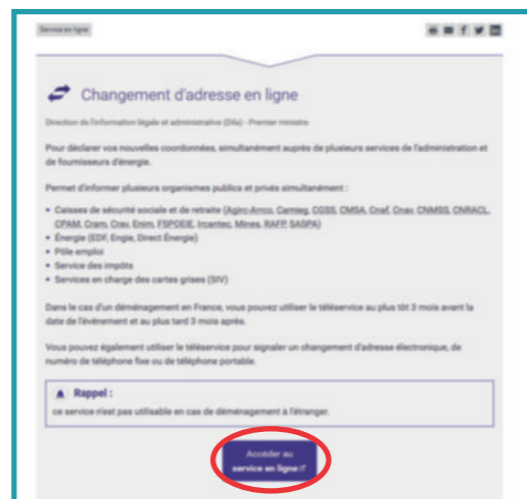 Service en ligne
Changement d'adresse en ligne
Direction de l'information légale et administrative (Dila) - Premier ministre
Pour déclarer vos nouvelles coordonnées, simultanément auprès de plusieurs services de l'administration et
de fournisseurs d'énergie.
Permet d'informer plusieurs organismes publics et privés simultanément :
• Caisses de sécurité sociale et de retraite (Agirc-Arrco, Camieg, CGSS, CMSA, Cnaf, Cnav, CNMSS, CNRACL,
CPAM, Cram, Crav, Enim, FSPOEIE, Ircantec, Mines, RAFP, SASPA)
• Énergie (EDF, Engie, Direct Énergie)
• Pôle emploi
• Service des impôts
• Services en charge des cartes grises (SIV)
Dans le cas d'un déménagement en France, vous pouvez utiliser le téléservice au plus tôt 3 mois avant la
date de l'événement et au plus tard 3 mois après.
Vous pouvez également utiliser le téléservice pour signaler un changement d'adresse électronique, de
numéro de téléphone fixe ou de téléphone portable.
Rappel :
ce service n'est pas utilisable en cas de déménagement à l'étranger.
Accéder au
service en ligne